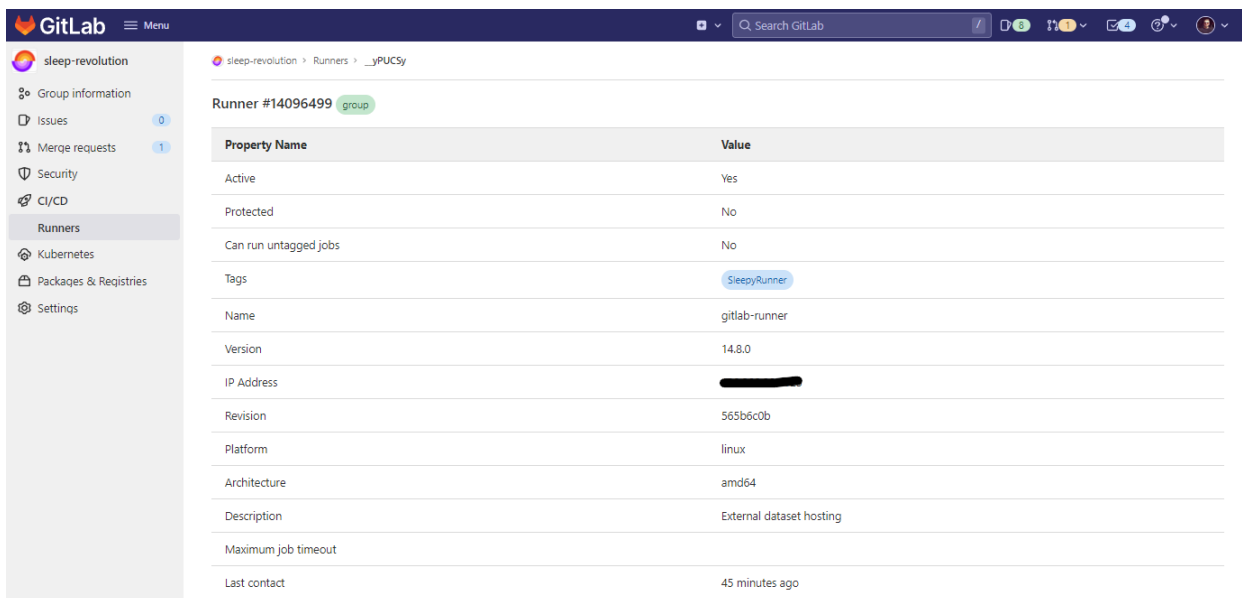 GitLab Menu Search GitLab / 8 1 4
sleep-revolution
Group information
Issues 0
Merge requests 1
Security
CI/CD
Runners
Kubernetes
Packages & Registries
Settings
sleep-revolution > Runners > __yPUCSy
Runner #14096499 group
Property Name Value
Active Yes
Protected No
Can run untagged jobs No
Tags SleepyRunner
Name gitlab-runner
Version 14.8.0
IP Address
Revision 565b6c0b
Platform linux
Architecture amd64
Description External dataset hosting
Maximum job timeout
Last contact 45 minutes ago